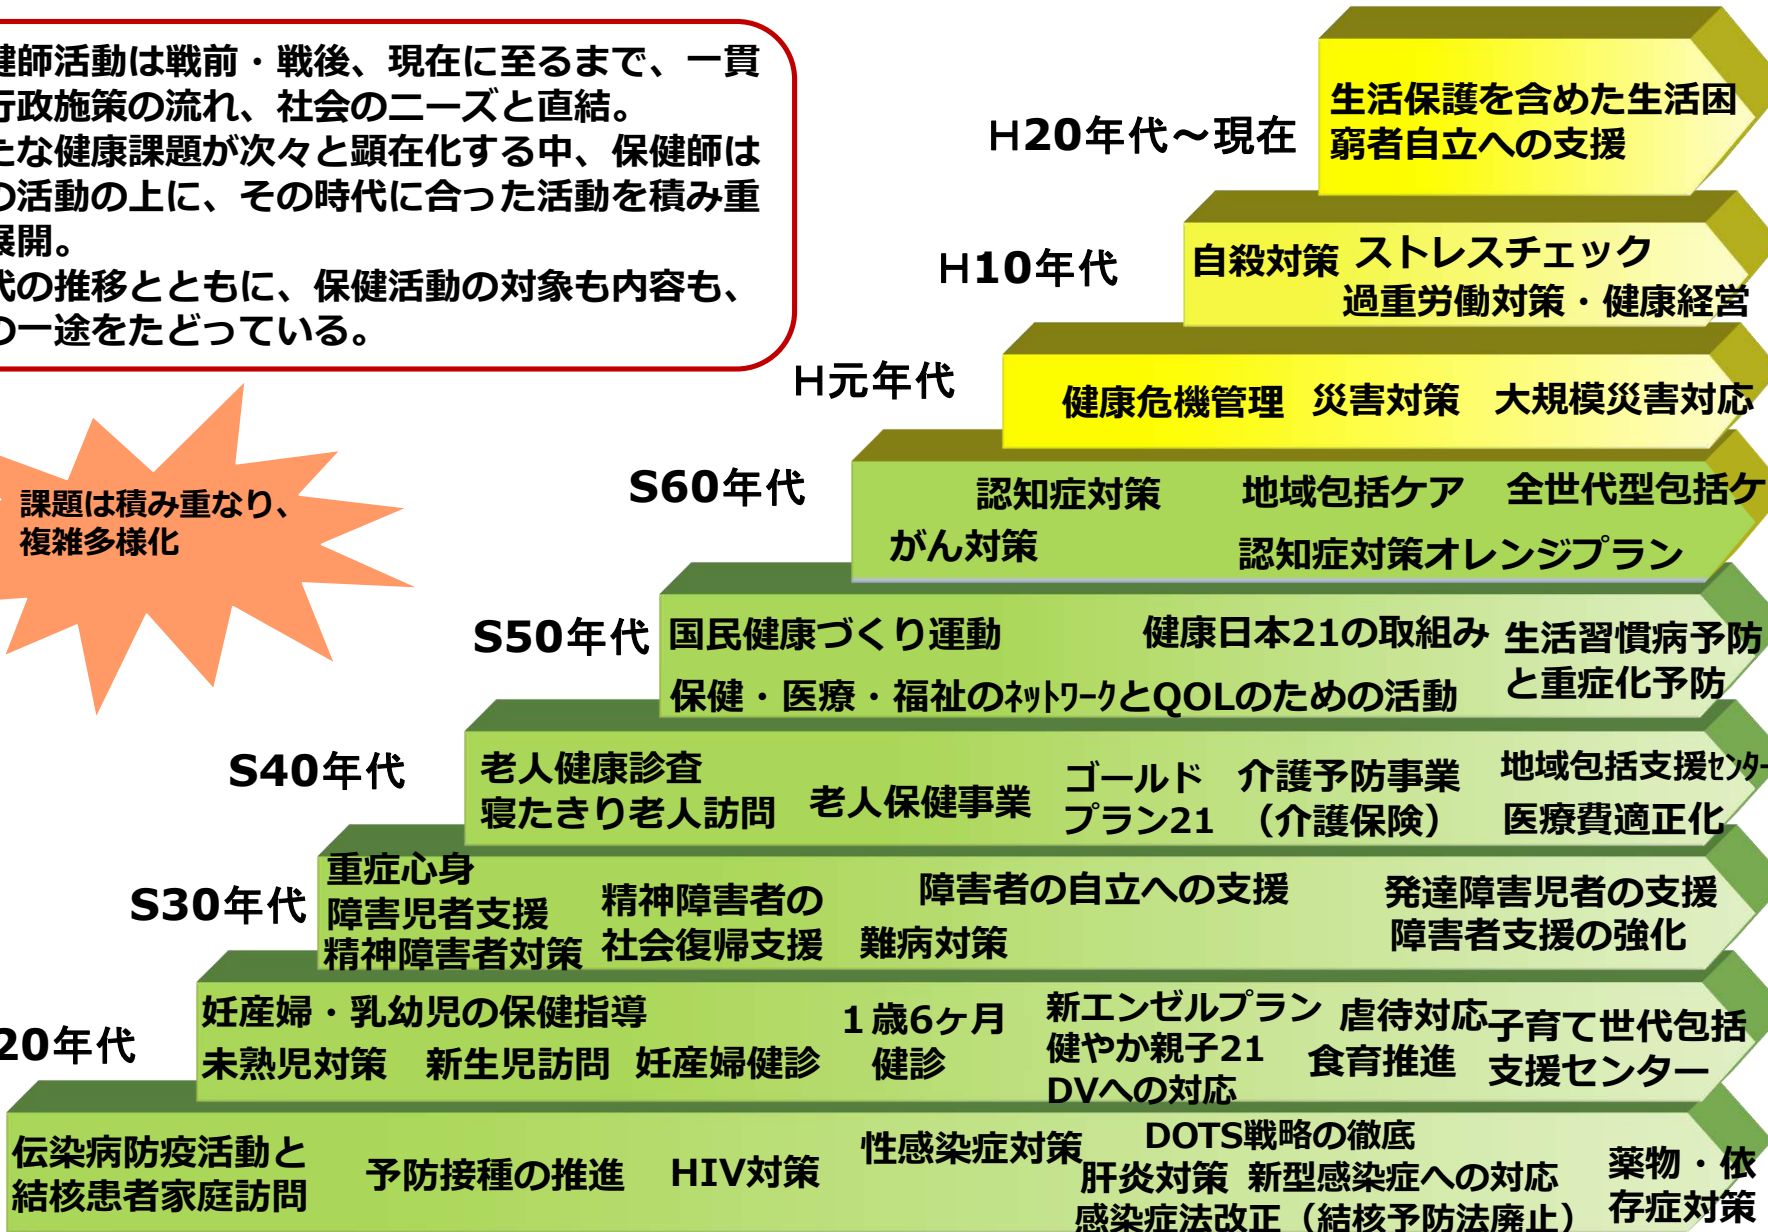 健師活動は戦前・戦後、現在に至るまで、一貫
行政施策の流れ、社会のニーズと直結。
たな健康課題が次々と顕在化する中、保健師は
の活動の上に、その時代に合った活動を積み重
展開。
代の推移とともに、保健活動の対象も内容も、
の一途をたどっている。
課題は積み重なり、
複雑多様化
H20年代～現在
生活保護を含めた生活困
窮者自立への支援
H10年代
自殺対策
ストレスチェック
過重労働対策・健康経営
H元年代
健康危機管理
災害対策
大規模災害対応
S60年代
認知症対策
地域包括ケア
全世代型包括ケ
がん対策
認知症対策オレンジプラン
S50年代
国民健康づくり運動
健康日本21の取組み
生活習慣病予防
と重症化予防
保健・医療・福祉のﾈｯﾄﾜｰｸとQOLのための活動
S40年代
老人健康診査
寝たきり老人訪問
老人保健事業
ゴールド
プラン21
介護予防事業
（介護保険）
地域包括支援ｾﾝﾀｰ
医療費適正化
S30年代
重症心身
障害児者支援
精神障害者対策
精神障害者の
社会復帰支援
難病対策
障害者の自立への支援
発達障害児者の支援
障害者支援の強化
20年代
妊産婦・乳幼児の保健指導
未熟児対策
新生児訪問
妊産婦健診
１歳6ヶ月
健診
新エンゼルプラン
健やか親子21
DVへの対応
虐待対応
食育推進
子育て世代包括
支援センター
伝染病防疫活動と
結核患者家庭訪問
予防接種の推進
HIV対策
性感染症対策
DOTS戦略の徹底
肝炎対策
新型感染症への対応
感染症法改正（結核予防法廃止）
薬物・依
存症対策